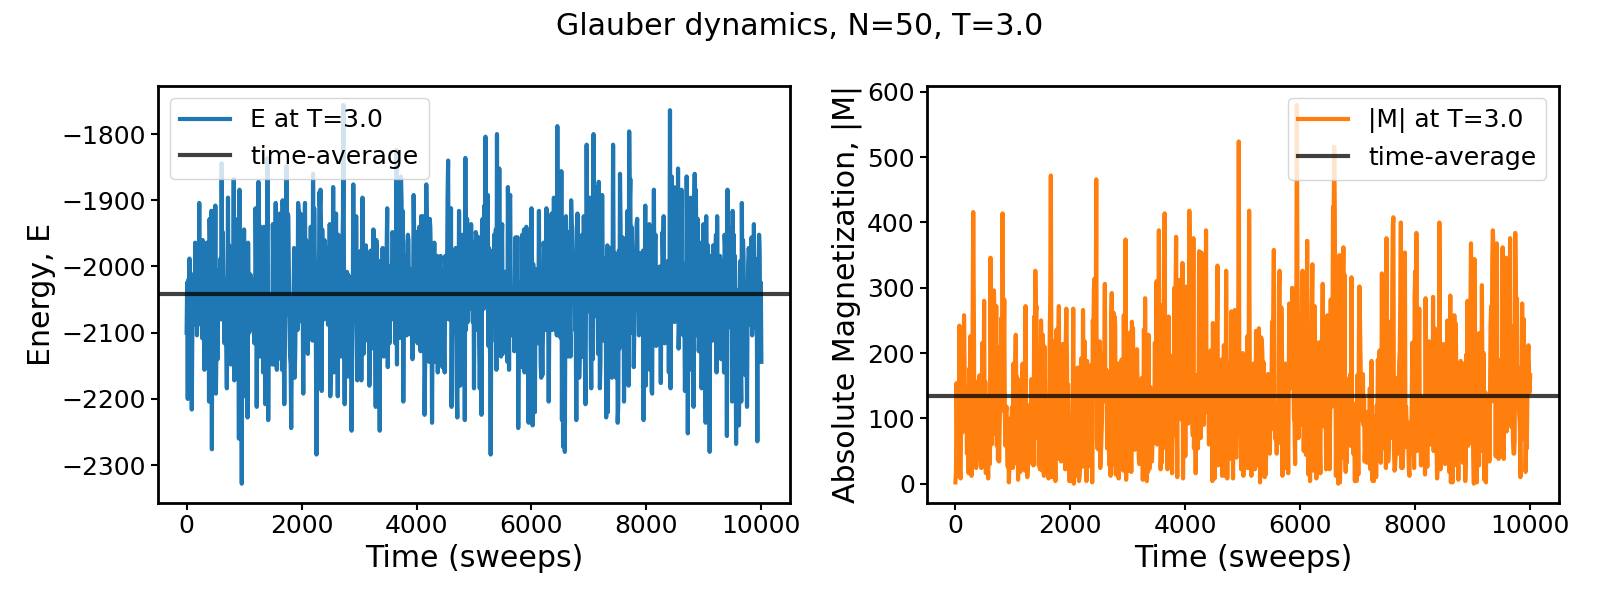 Glauber dynamics, N=50, T=3.0
Energy, E
−1800
−1900
−2000
−2100
−2200
−2300
E at T=3.0
time-average
0
2000
4000
6000
8000
10000
Time (sweeps)
Absolute Magnetization, |M|
600
500
400
300
200
100
0
|M| at T=3.0
time-average
0
2000
4000
6000
8000
10000
Time (sweeps)